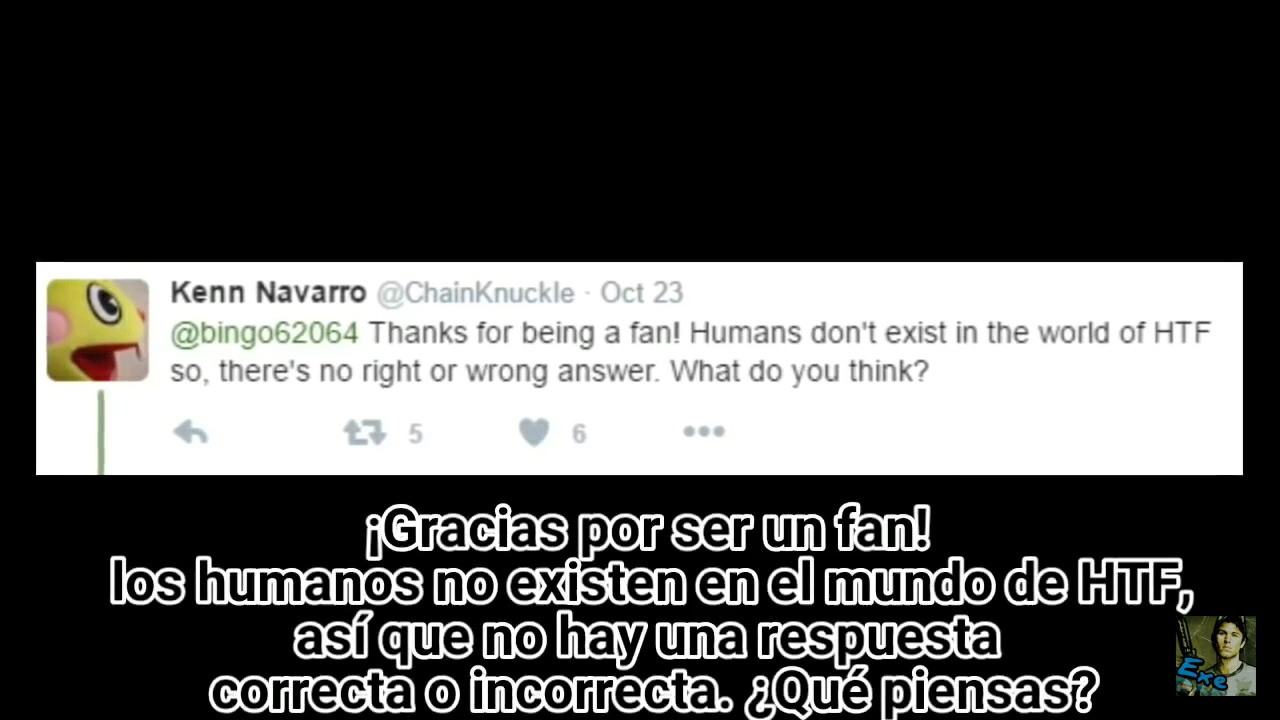 Kenn Navarro @ChainKnuckle · Oct 23
@bingo62064 Thanks for being a fan! Humans don't exist in the world of HTF
so, there's no right or wrong answer. What do you think?
5 6
¡Gracias por ser un fan!
los humanos no existen en el mundo de HTF,
así que no hay una respuesta
correcta o incorrecta. ¿Qué piensas?
Exe